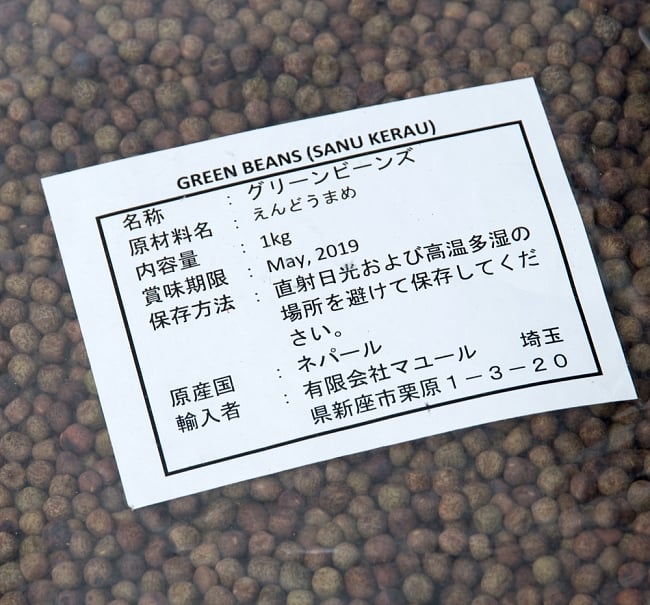 GREEN BEANS (SANU KERAU)
名称 : グリーンビーンズ
原材料名 : えんどうまめ
内容量 : 1kg
賞味期限 : May, 2019
保存方法 : 直射日光および高温多湿の
場所を避けて保存してくだ
さい。
原産国 : ネパール
輸入者 : 有限会社マユール 埼玉
県新座市栗原１－３－２０